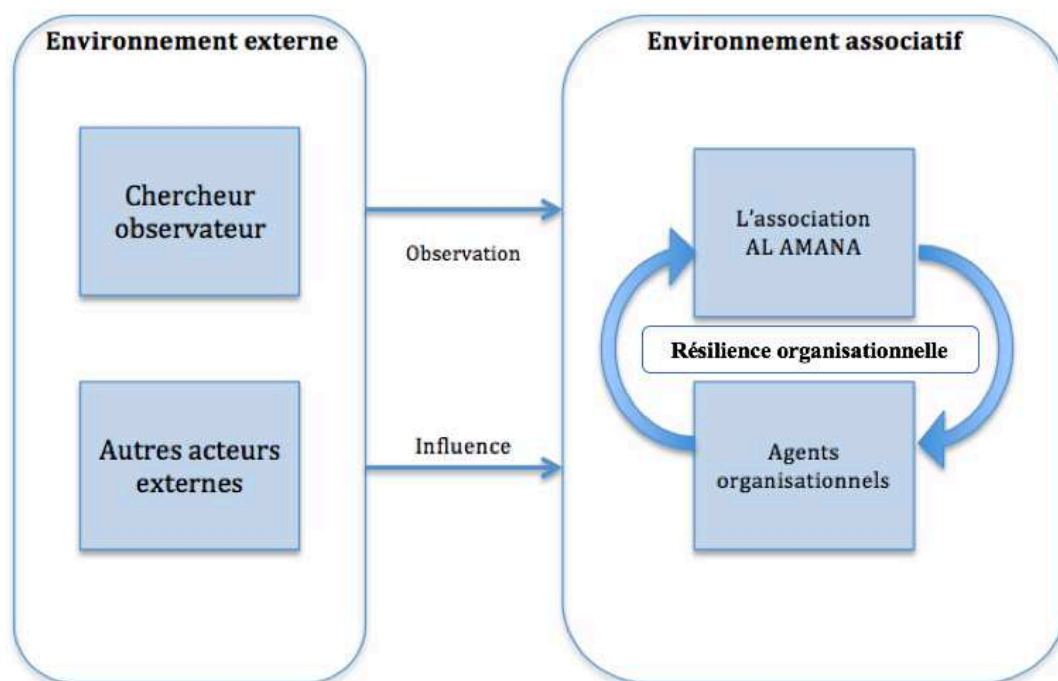 Environnement externe
Chercheur
observateur
Autres acteurs
externes
Observation
Influence
Environnement associatif
L'association
AL AMANA
Résilience organisationnelle
Agents
organisationnels